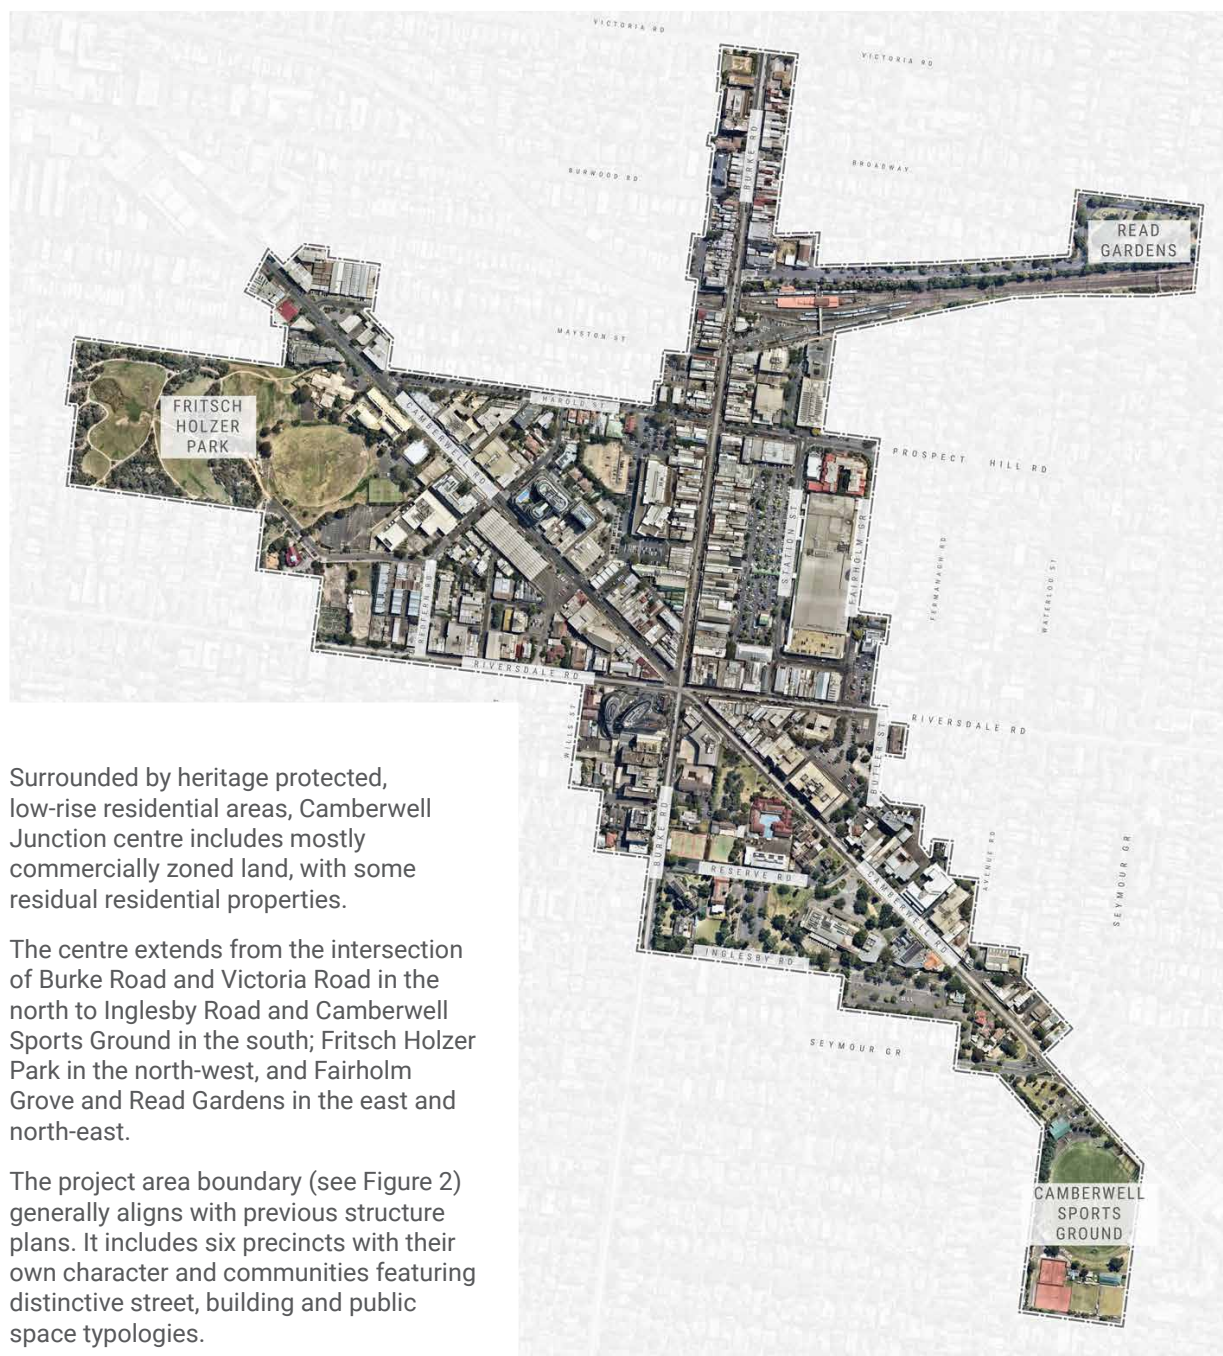 VICTORIA RD
VICTORIA RD
BURKE RD
BURWOOD RD
BROADWAY
READ
GARDENS
MAYSTON ST
HAROLD ST
CAMBERWELL RD
FRITSCH
HOLZER
PARK
PROSPECT HILL RD
STATION ST
FAIRHOLM GR
FERMANAGH RD
WATERLOO ST
WESTERN RD
RIVERSDALE RD
RIVERSDALE RD
WILLS ST
BUTLER ST
BURKE RD
RESERVE RD
CAMBERWELL RD
AVENUE RD
SEYMOUR GR
INGLESBY RD
SEYMOUR GR
CAMBERWELL
SPORTS
GROUND
Surrounded by heritage protected,
low-rise residential areas, Camberwell
Junction centre includes mostly
commercially zoned land, with some
residual residential properties.
The centre extends from the intersection
of Burke Road and Victoria Road in the
north to Inglesby Road and Camberwell
Sports Ground in the south; Fritsch Holzer
Park in the north-west, and Fairholm
Grove and Read Gardens in the east and
north-east.
The project area boundary (see Figure 2)
generally aligns with previous structure
plans. It includes six precincts with their
own character and communities featuring
distinctive street, building and public
space typologies.